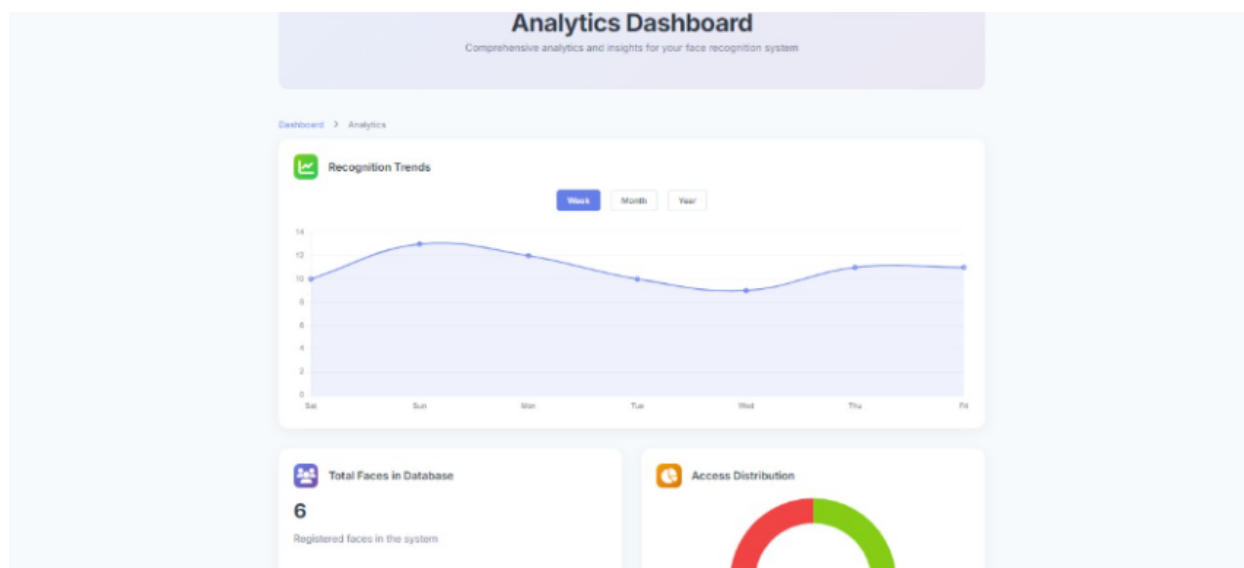 Analytics Dashboard
Comprehensive analytics and insights for your face recognition system
Dashboard > Analytics
Recognition Trends
Week Month Year
14
12
10
8
6
4
2
0
Sat Sun Mon Tue Wed Thu Fri
Total Faces in Database
Access Distribution
6
Registered faces in the system